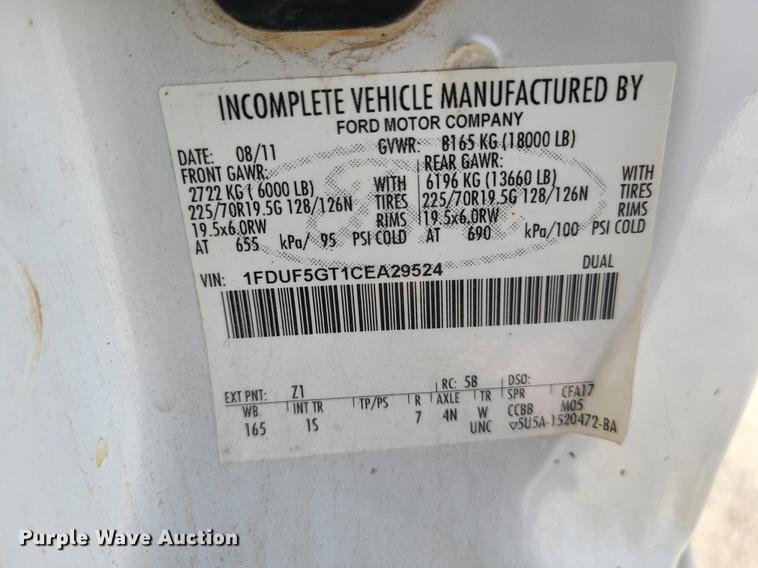 INCOMPLETE VEHICLE MANUFACTURED BY
FORD MOTOR COMPANY
DATE: 08/11 GVWR: 8165 KG (18000 LB)
FRONT GAWR: REAR GAWR:
2722 KG ( 6000 LB) WITH 6196 KG (13660 LB) WITH
225/70R19.5G 128/126N TIRES 225/70R19.5G 128/126N TIRES
19.5x6.0RW RIMS 19.5x6.0RW RIMS
AT 655 kPa/ 95 PSI COLD AT 690 kPa/100 PSI COLD
VIN: 1FDUF5GT1CEA29524 DUAL
EXT PNT: Z1 RC: 58 DSO:
WB INT TR TP/PS R AXLE TR SPR CFA17
165 1S 7 4N W CCBB M05
UNC ▽5U5A-1520472-BA
Purple Wave Auction